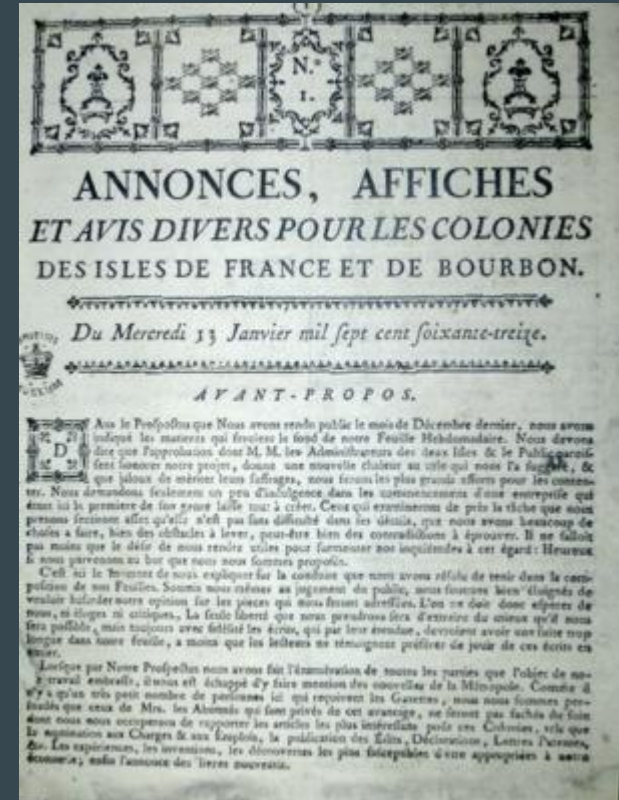 (1)
N.º
1.
ANNONCES, AFFICHES
ET AVIS DIVERS POUR LES COLONIES
DES ISLES DE FRANCE ET DE BOURBON.
Du Mercredi 13 Janvier mil sept cent soixante-treize.
AVANT-PROPOS.
DAns le Prospectus que Nous avons rendu public le mois de Décembre dernier, nous avons
indiqué les matieres qui feroient le fond de notre Feuille Hebdomadaire. Nous devons
dire que l'approbation dont M. M. les Administrateurs des deux Isles & le Public
sent honorer notre projet, donne une nouvelle chaleur au zele qui nous l'a &
que jaloux de mériter leurs suffrages, nous ferons les plus grands efforts pour les conten-
ter. Nous demandons seulement un peu d'indulgence dans les commencemens d'une entreprise qui
étant ici la premiere de son genre laisse tout à créer. Ceux qui examineront de près la tâche que nous
prenons sentiront assez qu'elle n'est pas sans difficulté dans ses détails, que nous avons beaucoup de
choses a faire, bien des obstacles à lever, peut-être bien des contradictions à éprouver. Il ne falloit
pas moins que le désir de nous rendre utiles pour surmonter nos inquiétudes à cet égard: Heureux
si nous parvenons au but que nous nous sommes proposés.
C'est ici le moment de nous expliquer sur la conduite que nous avons résolu de tenir dans la com-
position de nos Feuilles. Soumis nous mêmes au jugement du public, nous sommes bien éloignés de
vouloir hasarder notre opinion sur les pieces qui nous seront adressées. L'on ne doit donc espérer de
nous, ni éloges ni critiques. La seule liberté que nous prendrons sera d'extraire du mieux qu'il nous
sera possible, mais toujours avec fidélité les écrits, qui par leur étendue, devroient avoir une suite trop
longue dans notre feuille, a moins que les lecteurs ne témoignent préférer de jouir de ces écrits en
entier.
Lorsque par Notre Prospectus nous avons fait l'énumération de toutes les parties que l'objet de no-
tre travail embrasse, il nous est échappé d'y faire mention des nouvelles de la Métropole. Comme il
n'y a qu'un très petit nombre de personnes ici qui reçoivent les Gazettes, nous nous sommes per-
suadés que ceux de Mrs. les Abonnés qui sont privés de cet avantage, ne seront pas fachés du soin
dont nous nous occuperons de rapporter les articles les plus intéressans pour ces Colonies, tels que
la nomination aux Charges & aux Emplois, la publication des Édits, Déclarations, Lettres Patentes,
&c. Les expériences, les inventions, les découvertes les plus susceptibles d'être appropriées à notre
économie; enfin l'annonce des livres nouveaux.